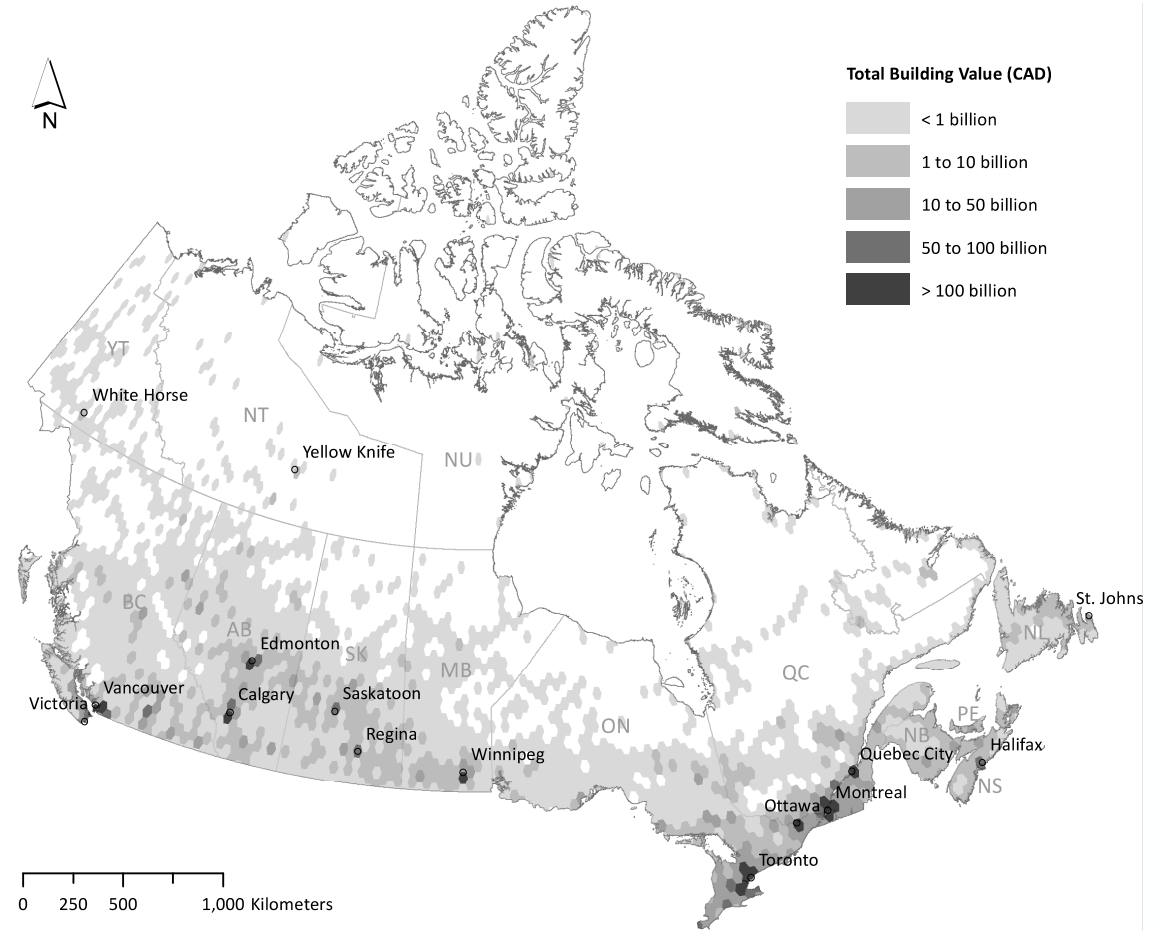 Total Building Value (CAD)
< 1 billion
1 to 10 billion
10 to 50 billion
50 to 100 billion
> 100 billion
N
YT
White Horse
NT
Yellow Knife
NU
St. Johns
BC
AB
Edmonton
SK
NL
MB
QC
Vancouver
Calgary
Saskatoon
Victoria
PE
ON
NB
Regina
Halifax
Winnipeg
Quebec City
NS
Montreal
Ottawa
Toronto
0 250 500 1,000 Kilometers